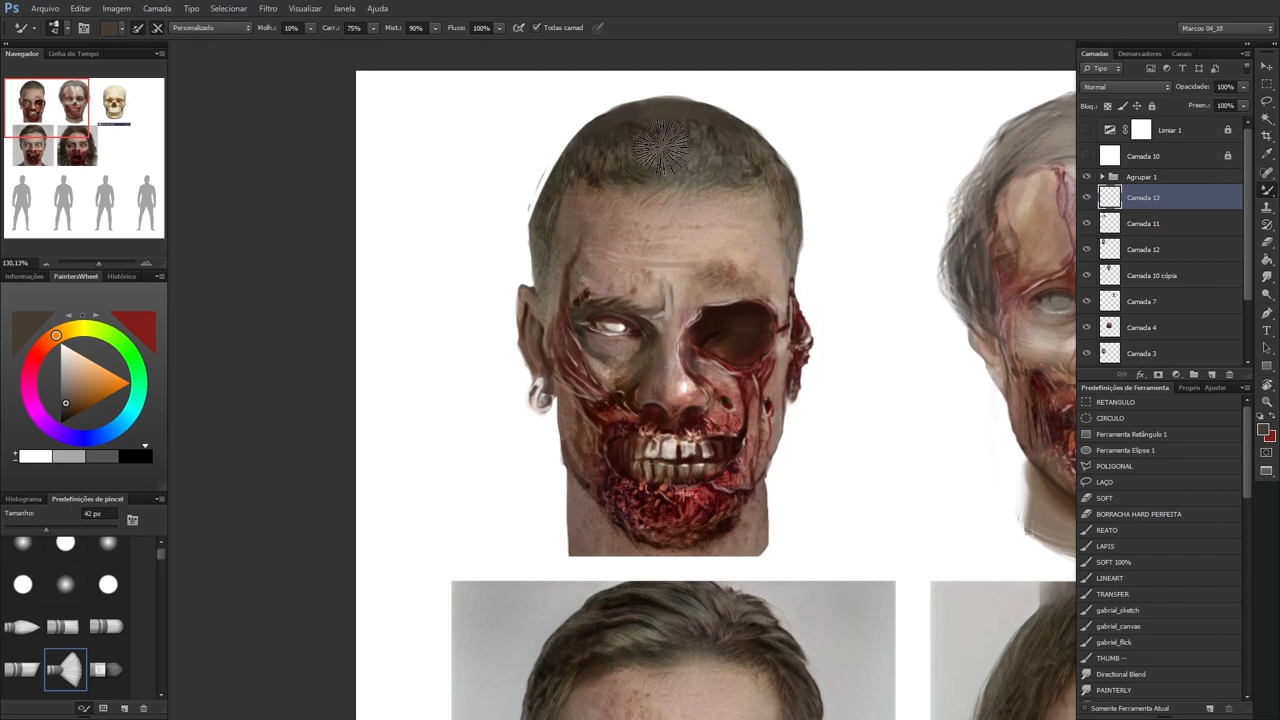 Ps Arquivo Editar Imagem Camada Tipo Selecionar Filtro Visualizar Janela Ajuda
42 Personalizado Molh.: 10% Carr.: 75% Mist.: 90% Fluxo: 100% Todas camad Marcos 04_18
Navegador Linha do Tempo
130,13%
Informações PaintersWheel Histórico
Histograma Predefinições de pincel
Tamanho: 42 px
Camadas Demarcadores Canais
Tipo
Normal Opacidade: 100%
Bloq.: Preen.: 100%
Limiar 1
Camada 10
Agrupar 1
Camada 13
Camada 11
Camada 12
Camada 10 cópia
Camada 7
Camada 4
Camada 3
fx
Predefinições de Ferramenta Propri Ajuster
RETANGULO
CIRCULO
Ferramenta Retângulo 1
Ferramenta Elipse 1
POLIGONAL
LAÇO
SOFT
BORRACHA HARD PERFEITA
REATO
LAPIS
SOFT 100%
LINEART
TRANSFER
gabrial_sketch
gabriel_canvas
gabriel_flick
THUMB --
Directional Blend
PAINTERLY
Somente Ferramenta Atual